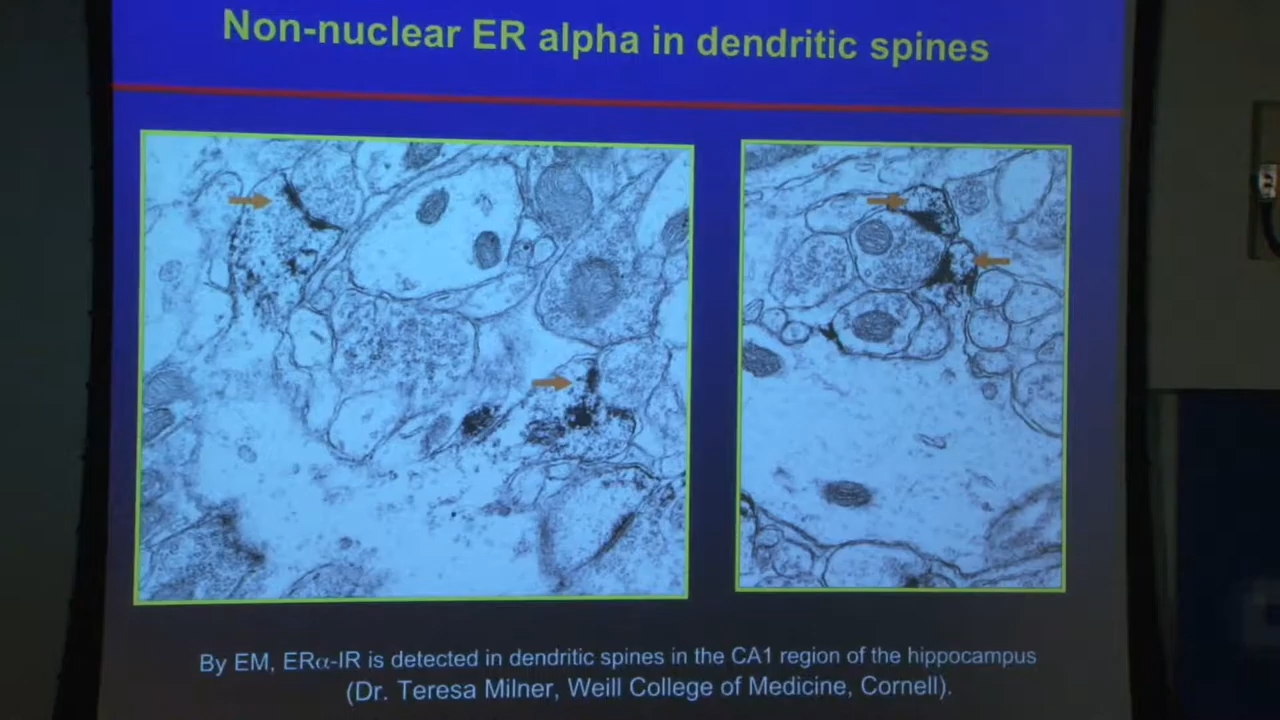 Non-nuclear ER alpha in dendritic spines
By EM, ERα-IR is detected in dendritic spines in the CA1 region of the hippocampus
(Dr. Teresa Milner, Weill College of Medicine, Cornell).